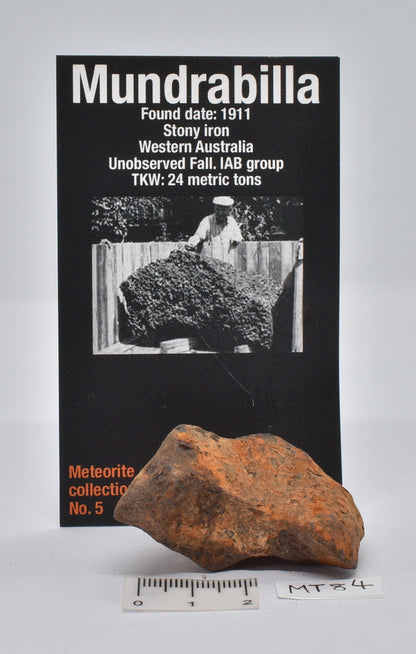 Mundrabilla
Found date: 1911
Stony iron
Western Australia
Unobserved Fall. IAB group
TKW: 24 metric tons
Meteorite
collectio
No. 5
0 1 2
MT84